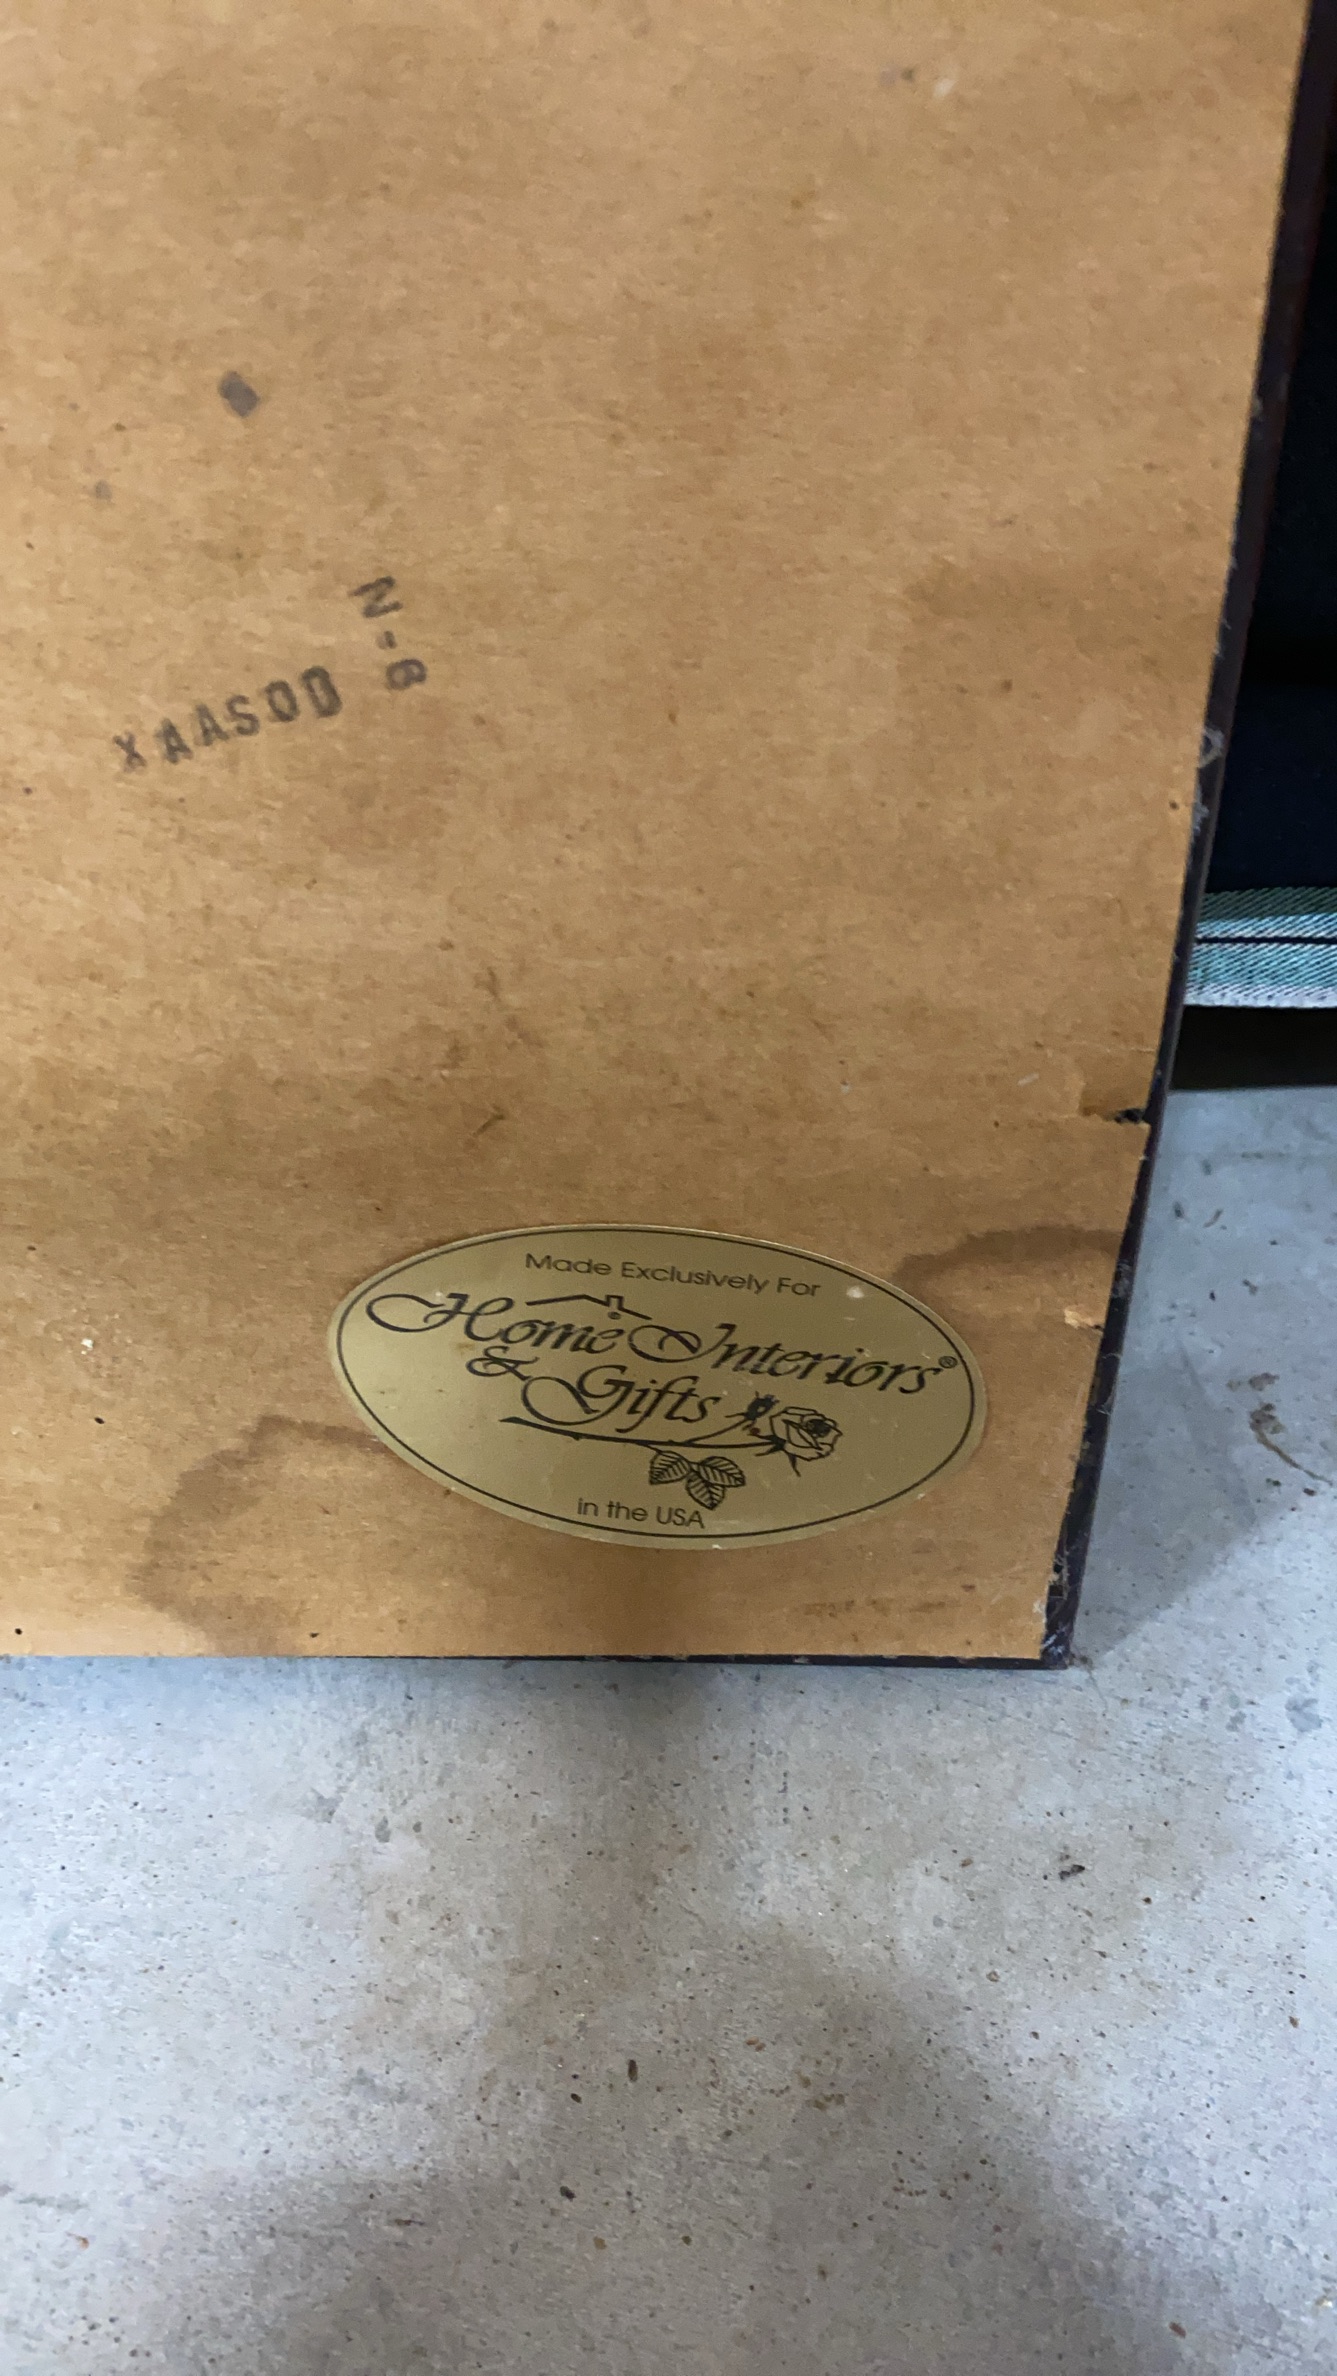 N-8
XAASOD
Made Exclusively For
Home Interiors®
& Gifts
in the USA